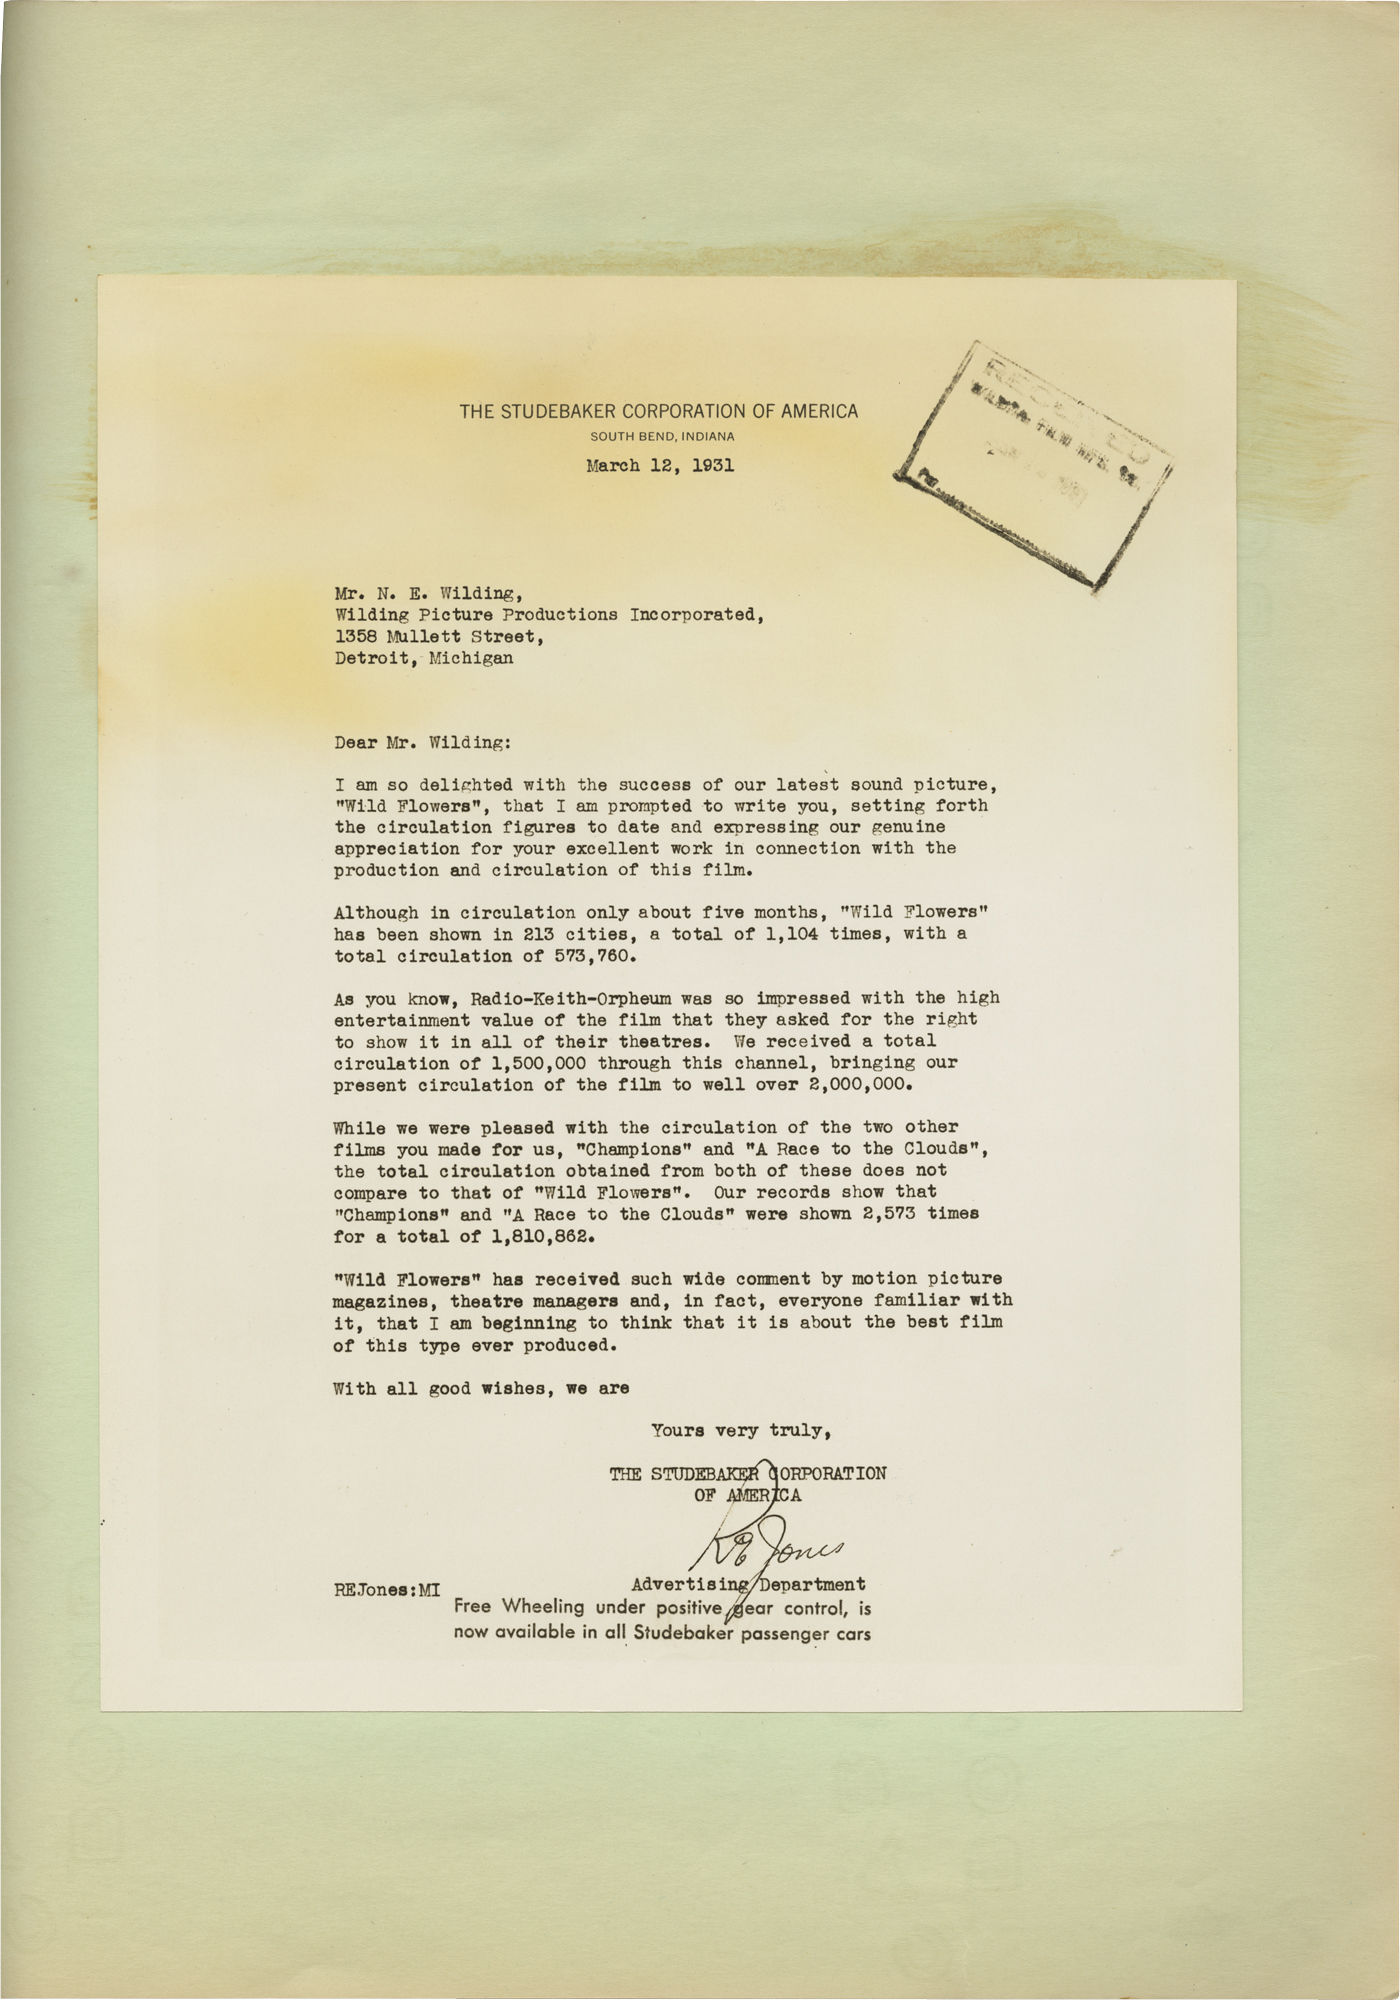 THE STUDEBAKER CORPORATION OF AMERICA
SOUTH BEND, INDIANA
March 12, 1931
RECEIVED
Mr. N. E. Wilding,
Wilding Picture Productions Incorporated,
1358 Mullett Street,
Detroit, Michigan
Dear Mr. Wilding:
I am so delighted with the success of our latest sound picture,
"Wild Flowers", that I am prompted to write you, setting forth
the circulation figures to date and expressing our genuine
appreciation for your excellent work in connection with the
production and circulation of this film.
Although in circulation only about five months, "Wild Flowers"
has been shown in 213 cities, a total of 1,104 times, with a
total circulation of 573,760.
As you know, Radio-Keith-Orpheum was so impressed with the high
entertainment value of the film that they asked for the right
to show it in all of their theatres. We received a total
circulation of 1,500,000 through this channel, bringing our
present circulation of the film to well over 2,000,000.
While we were pleased with the circulation of the two other
films you made for us, "Champions" and "A Race to the Clouds",
the total circulation obtained from both of these does not
compare to that of "Wild Flowers". Our records show that
"Champions" and "A Race to the Clouds" were shown 2,573 times
for a total of 1,810,862.
"Wild Flowers" has received such wide comment by motion picture
magazines, theatre managers and, in fact, everyone familiar with
it, that I am beginning to think that it is about the best film
of this type ever produced.
With all good wishes, we are
Yours very truly,
THE STUDEBAKER CORPORATION
OF AMERICA
RE Jones
Advertising Department
REJones:MI
Free Wheeling under positive gear control, is
now available in all Studebaker passenger cars